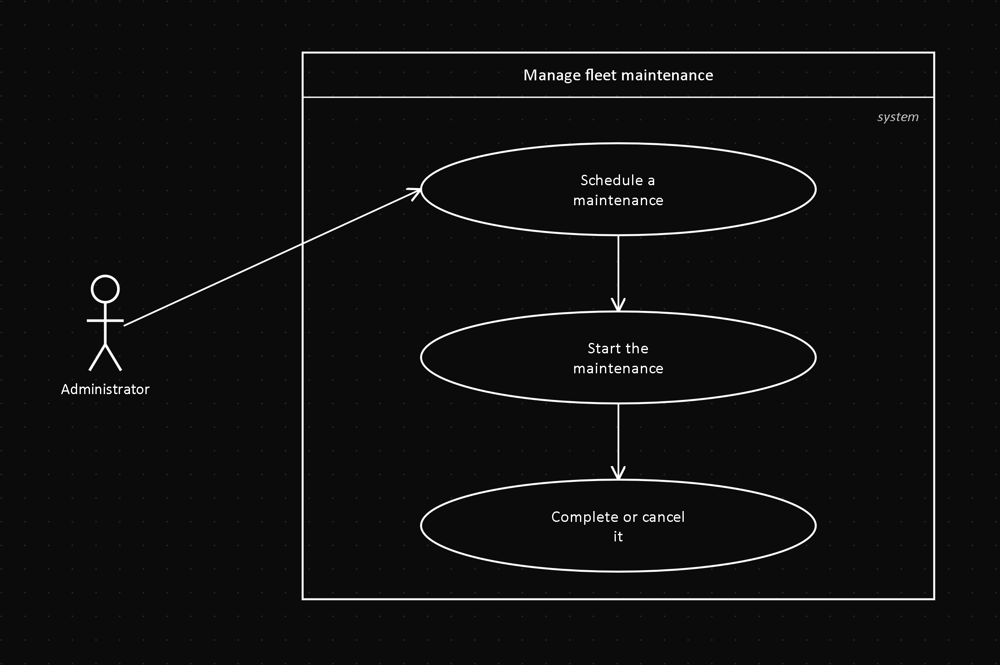 Manage fleet maintenance
system
Schedule a
maintenance
Start the
maintenance
Administrator
Complete or cancel
it